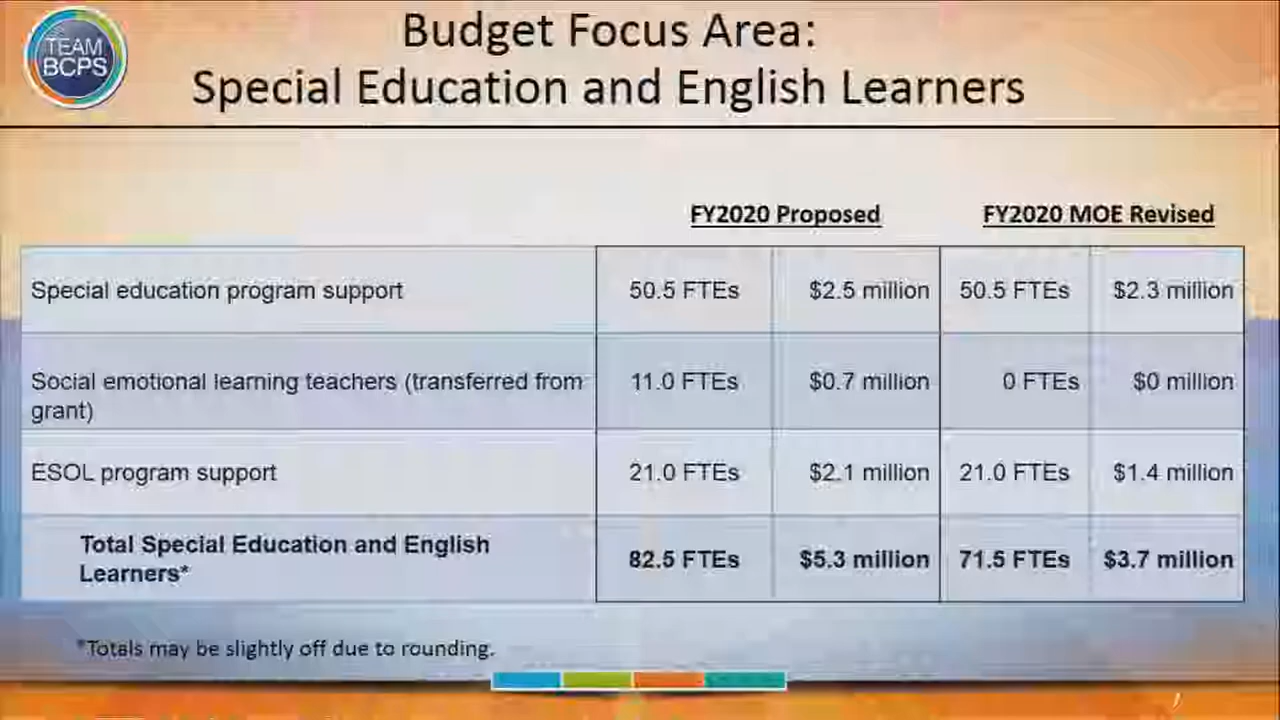 TEAM
BCPS
Budget Focus Area:
Special Education and English Learners
FY2020 Proposed FY2020 MOE Revised
Special education program support 50.5 FTEs $2.5 million 50.5 FTEs $2.3 million
Social emotional learning teachers (transferred from
grant) 11.0 FTEs $0.7 million 0 FTEs $0 million
ESOL program support 21.0 FTEs $2.1 million 21.0 FTEs $1.4 million
Total Special Education and English
Learners* 82.5 FTEs $5.3 million 71.5 FTEs $3.7 million
*Totals may be slightly off due to rounding.